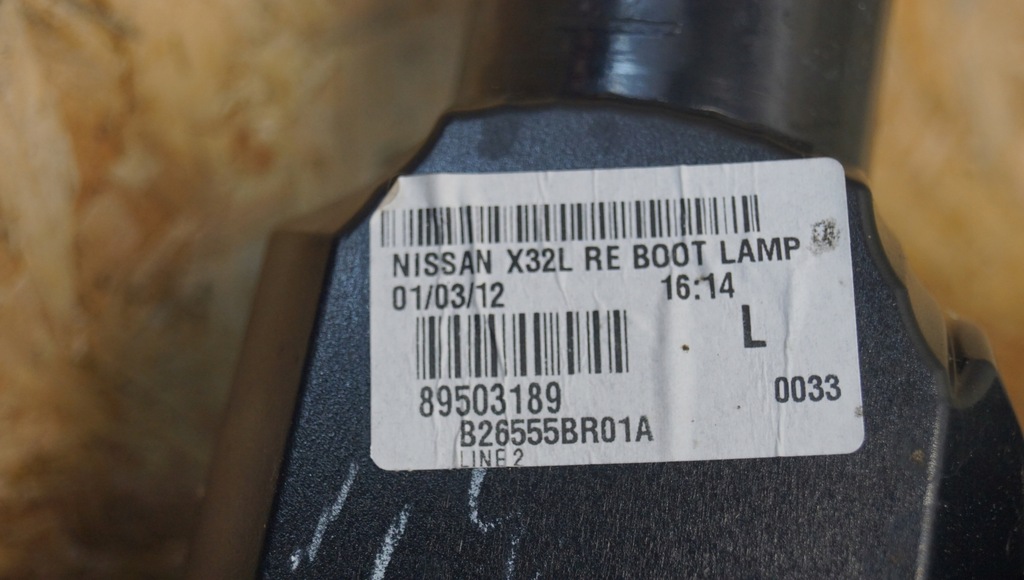 NISSAN X32L RE BOOT LAMP
01/03/12 16:14
L
89503189 0033
B26555BR01A
LINE 2